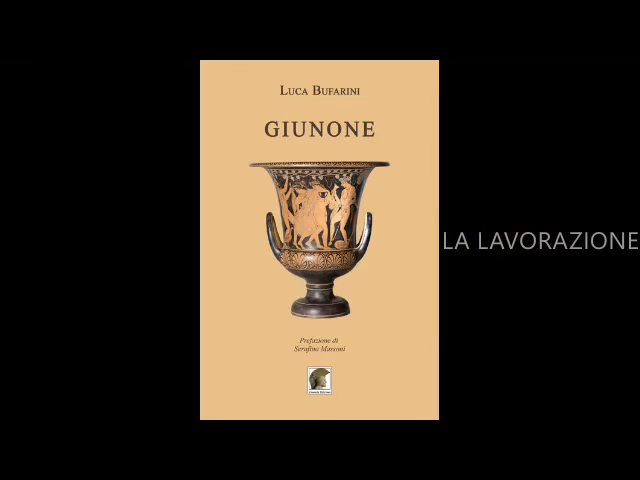 LUCA BUFARINI
GIUNONE
LA LAVORAZIONE
Prefazione di
Serafino Massoni